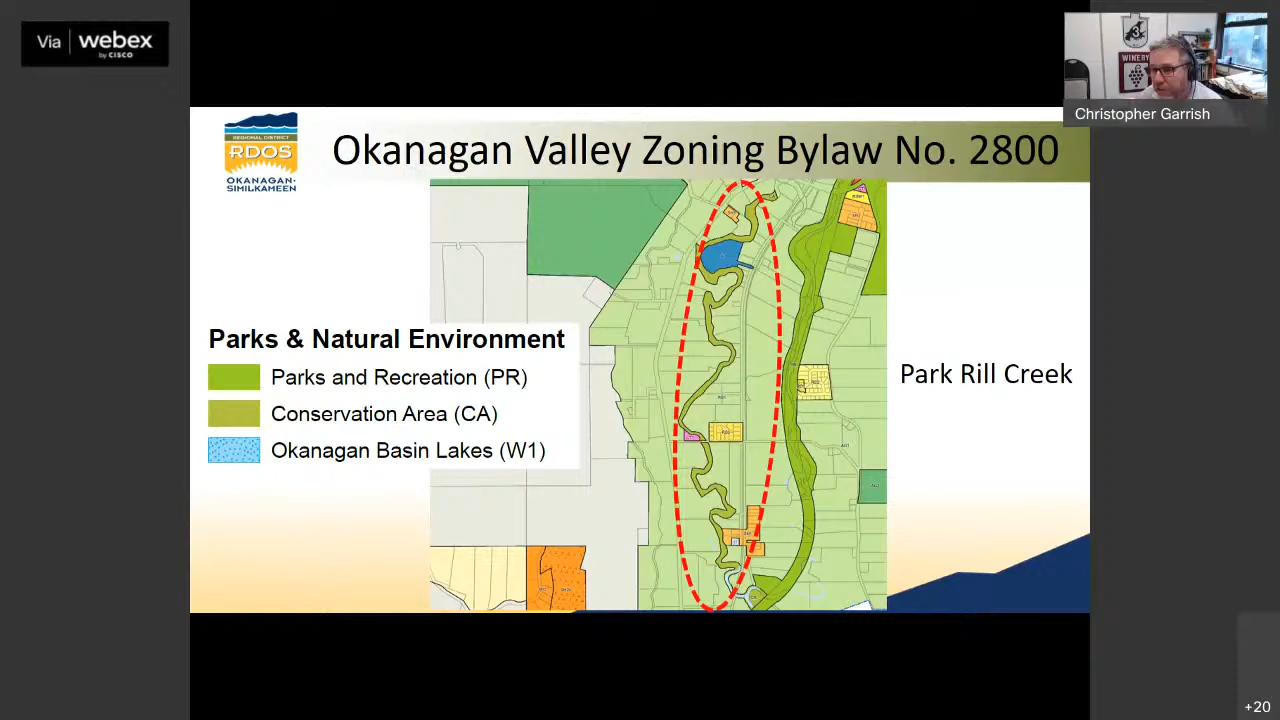 Via webex
by CISCO
3
WINERY
Christopher Garrish
REGIONAL DISTRICT
RDOS
OKANAGAN-
SIMILKAMEEN
Okanagan Valley Zoning Bylaw No. 2800
Parks & Natural Environment
Parks and Recreation (PR)
Conservation Area (CA)
Okanagan Basin Lakes (W1)
Park Rill Creek
+20